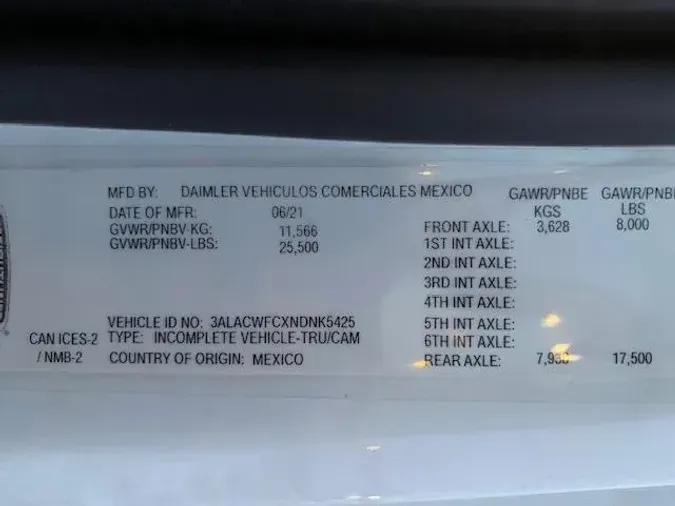 MFD BY: DAIMLER VEHICULOS COMERCIALES MEXICO
DATE OF MFR: 06/21
GVWR/PNBV-KG: 11,566
GVWR/PNBV-LBS: 25,500
GAWR/PNBE GAWR/PNBE
KGS LBS
FRONT AXLE: 3,628 8,000
1ST INT AXLE:
2ND INT AXLE:
3RD INT AXLE:
4TH INT AXLE:
5TH INT AXLE:
6TH INT AXLE:
REAR AXLE: 17,500
VEHICLE ID NO: 3ALACWFCXNDNK5425
CAN ICES-2 TYPE: INCOMPLETE VEHICLE-TRU/CAM
/ NMB-2 COUNTRY OF ORIGIN: MEXICO